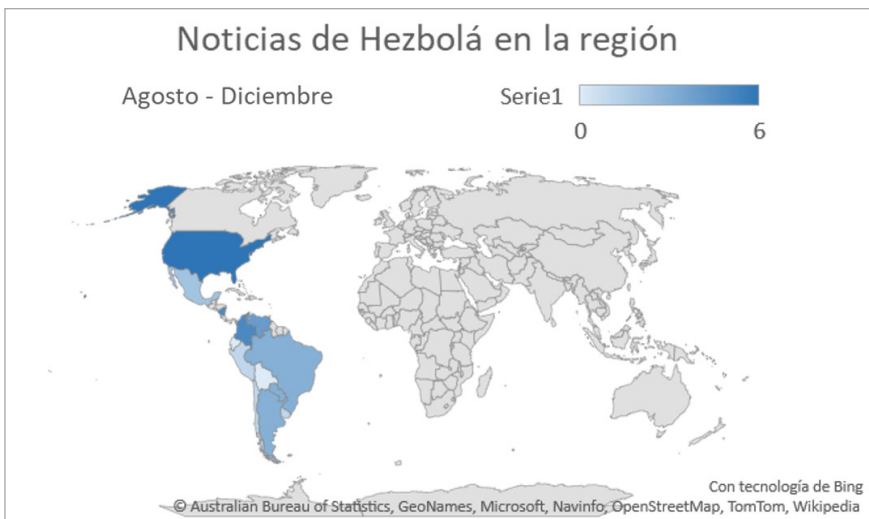 Noticias de Hezbolá en la región
Agosto - Diciembre
Serie1
0 6
Con tecnología de Bing
© Australian Bureau of Statistics, GeoNames, Microsoft, Navinfo, OpenStreetMap, TomTom, Wikipedia